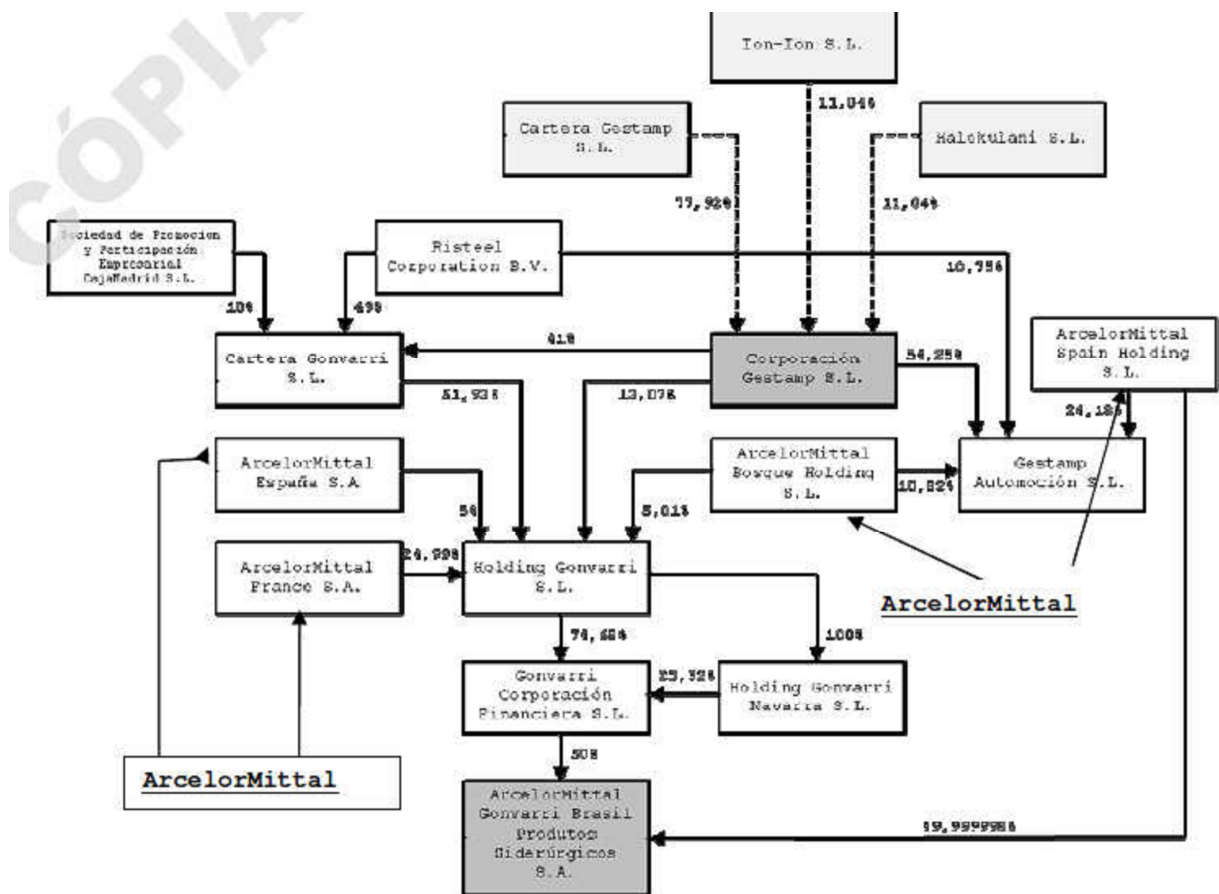 CÓPIA
Ion-Ion S.L.
11,04%
Cartera Gestamp
S.L.
Halekulani S.L.
77,92%
11,04%
Sociedad de Promocion
y Participación
Empresarial
CajaMadrid S.L.
Risteel
Corporation B.V.
10,75%
10%
49%
Cartera Gonvarri
S.L.
41%
Corporación
Gestamp S.L.
54,25%
ArcelorMittal
Spain Holding
S.L.
51,93%
13,07%
24,18%
ArcelorMittal
España S.A
ArcelorMittal
Bosque Holding
S.L.
10,82%
Gestamp
Automoción S.L.
5%
5,01%
ArcelorMittal
France S.A.
24,99%
Holding Gonvarri
S.L.
ArcelorMittal
74,68%
100%
Gonvarri
Corporación
Financiera S.L.
25,32%
Holding Gonvarri
Navarra S.L.
ArcelorMittal
50%
ArcelorMittal
Gonvarri Brasil
Produtos
Siderúrgicos
S.A.